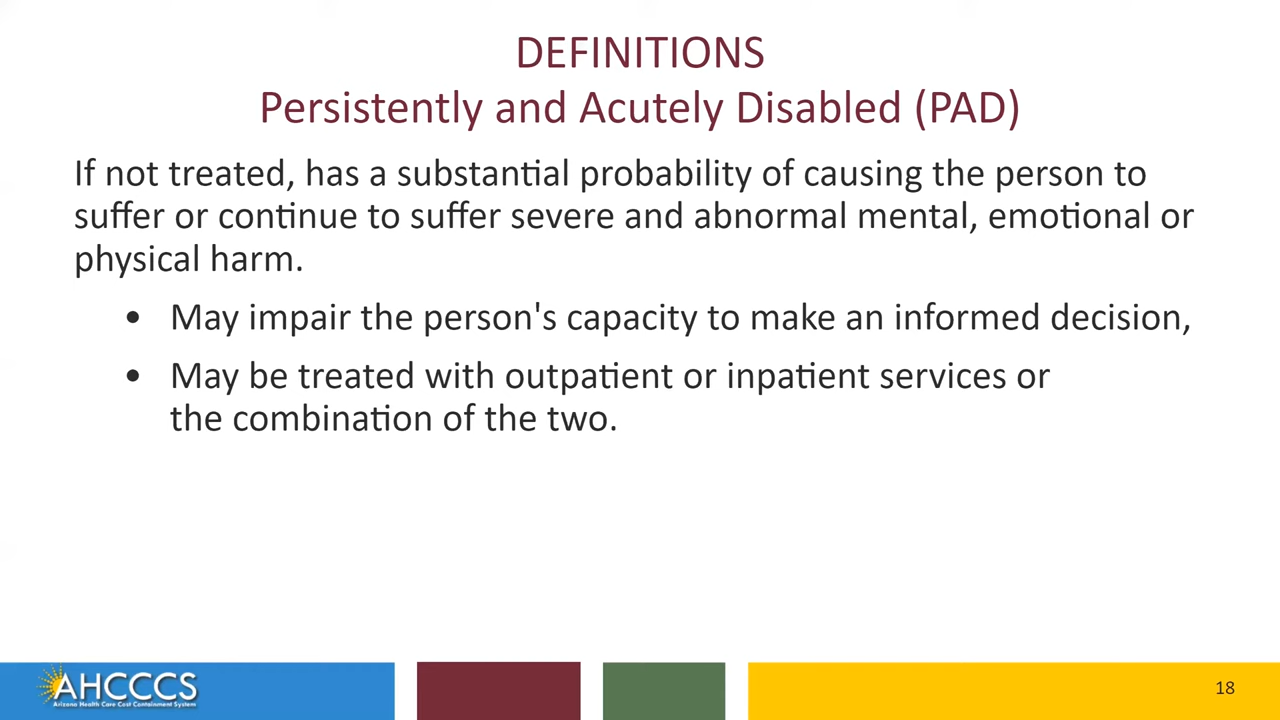 DEFINITIONS
Persistently and Acutely Disabled (PAD)
If not treated, has a substantial probability of causing the person to
suffer or continue to suffer severe and abnormal mental, emotional or
physical harm.
• May impair the person's capacity to make an informed decision,
• May be treated with outpatient or inpatient services or
the combination of the two.
AHCCCS
Arizona Health Care Cost Containment System
18